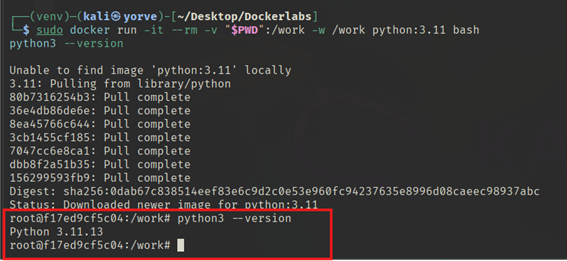 ┌──(venv)─(kali㉿yorve)-[~/Desktop/Dockerlabs]
└─$ sudo docker run -it --rm -v "$PWD":/work -w /work python:3.11 bash
python3 --version
Unable to find image 'python:3.11' locally
3.11: Pulling from library/python
80b7316254b3: Pull complete
36e4db86de6e: Pull complete
8ea45766c644: Pull complete
3cb1455cf185: Pull complete
7047cc6e8ca1: Pull complete
dbb8f2a51b35: Pull complete
156299593fb9: Pull complete
Digest: sha256:0dab67c838514eef83e6c9d2c0e53e960fc94237635e8996d08caeec98937abc
Status: Downloaded newer image for python:3.11
root@f17ed9cf5c04:/work# python3 --version
Python 3.11.13
root@f17ed9cf5c04:/work#